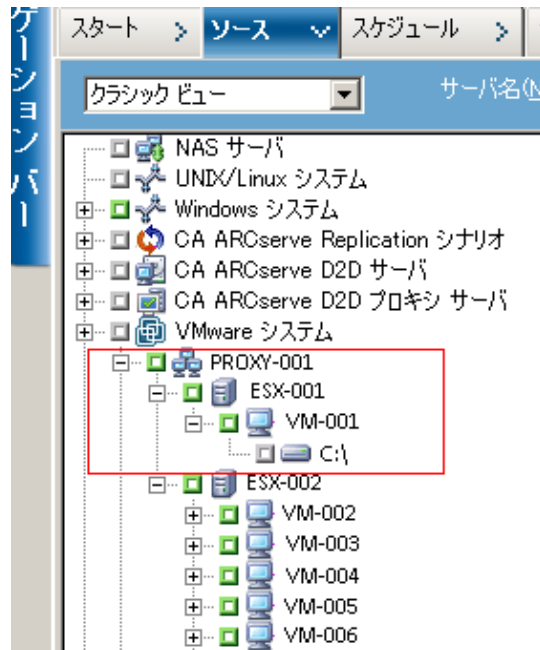 ケーション バー
スタート > ソース スケジュール >
クラシック ビュー サーバ名(N
NAS サーバ
UNIX/Linux システム
Windows システム
CA ARCserve Replication シナリオ
CA ARCserve D2D サーバ
CA ARCserve D2D プロキシ サーバ
VMware システム
PROXY-001
ESX-001
VM-001
C:\
ESX-002
VM-002
VM-003
VM-004
VM-005
VM-006